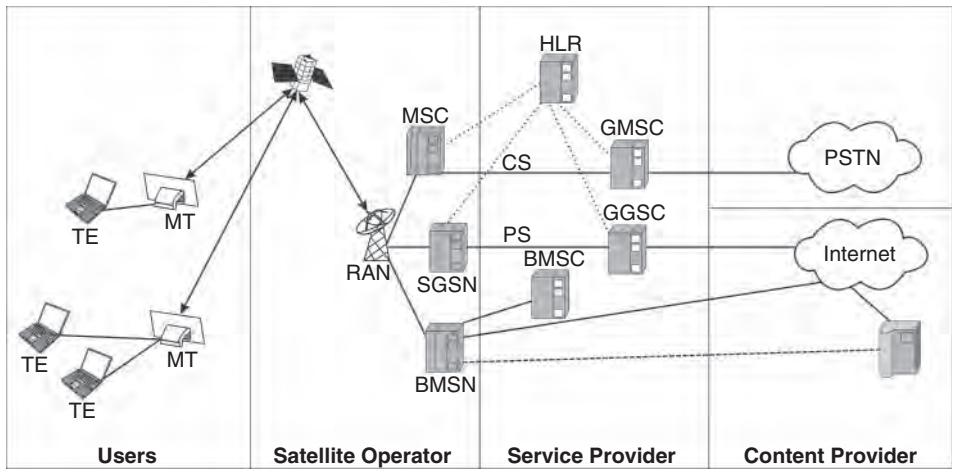 HLR
MSC
GMSC
PSTN
CS
TE
MT
RAN
PS
GGSC
Internet
SGSN
BMSC
TE
MT
TE
BMSN
Users
Satellite Operator
Service Provider
Content Provider